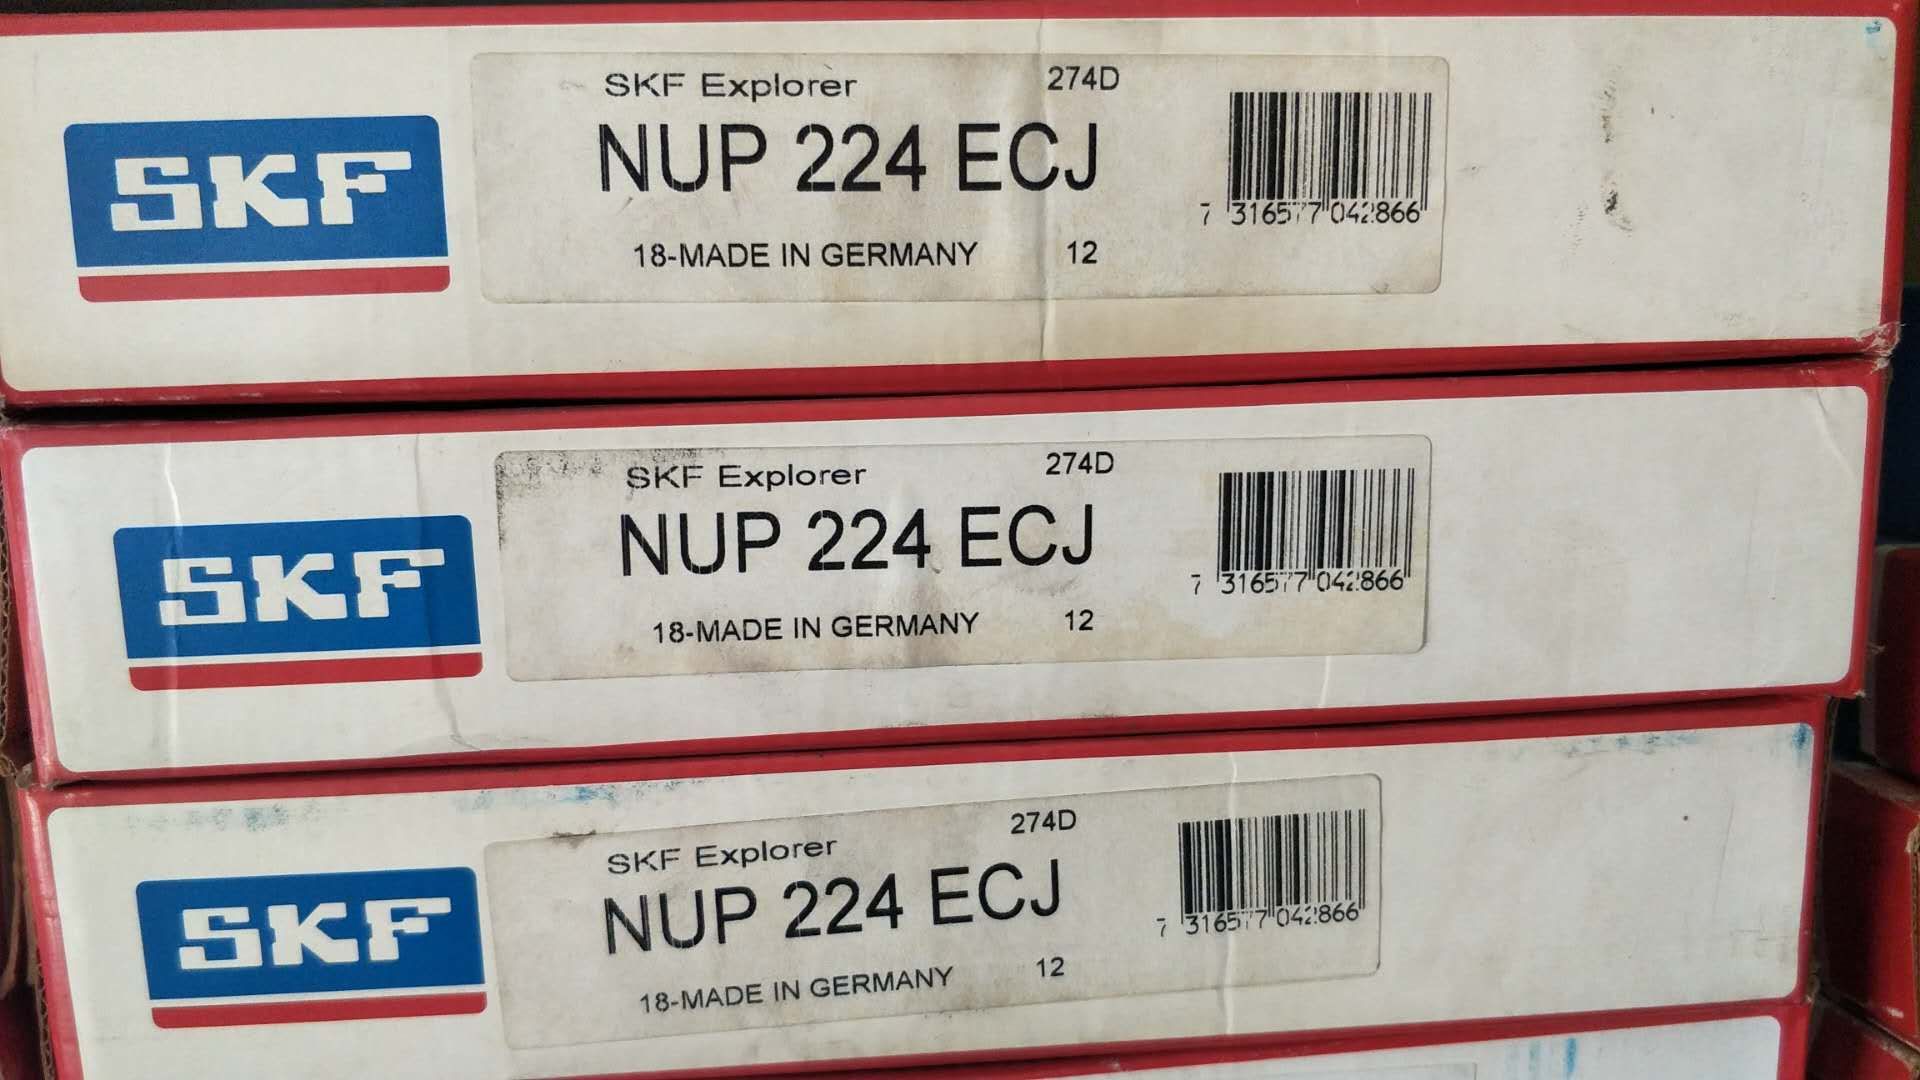 SKF
SKF Explorer 274D
NUP 224 ECJ
18-MADE IN GERMANY 12
7 316577 042866
SKF
SKF Explorer 274D
NUP 224 ECJ
18-MADE IN GERMANY 12
7 316577 042866
SKF
SKF Explorer 274D
NUP 224 ECJ
18-MADE IN GERMANY 12
7 316577 042866